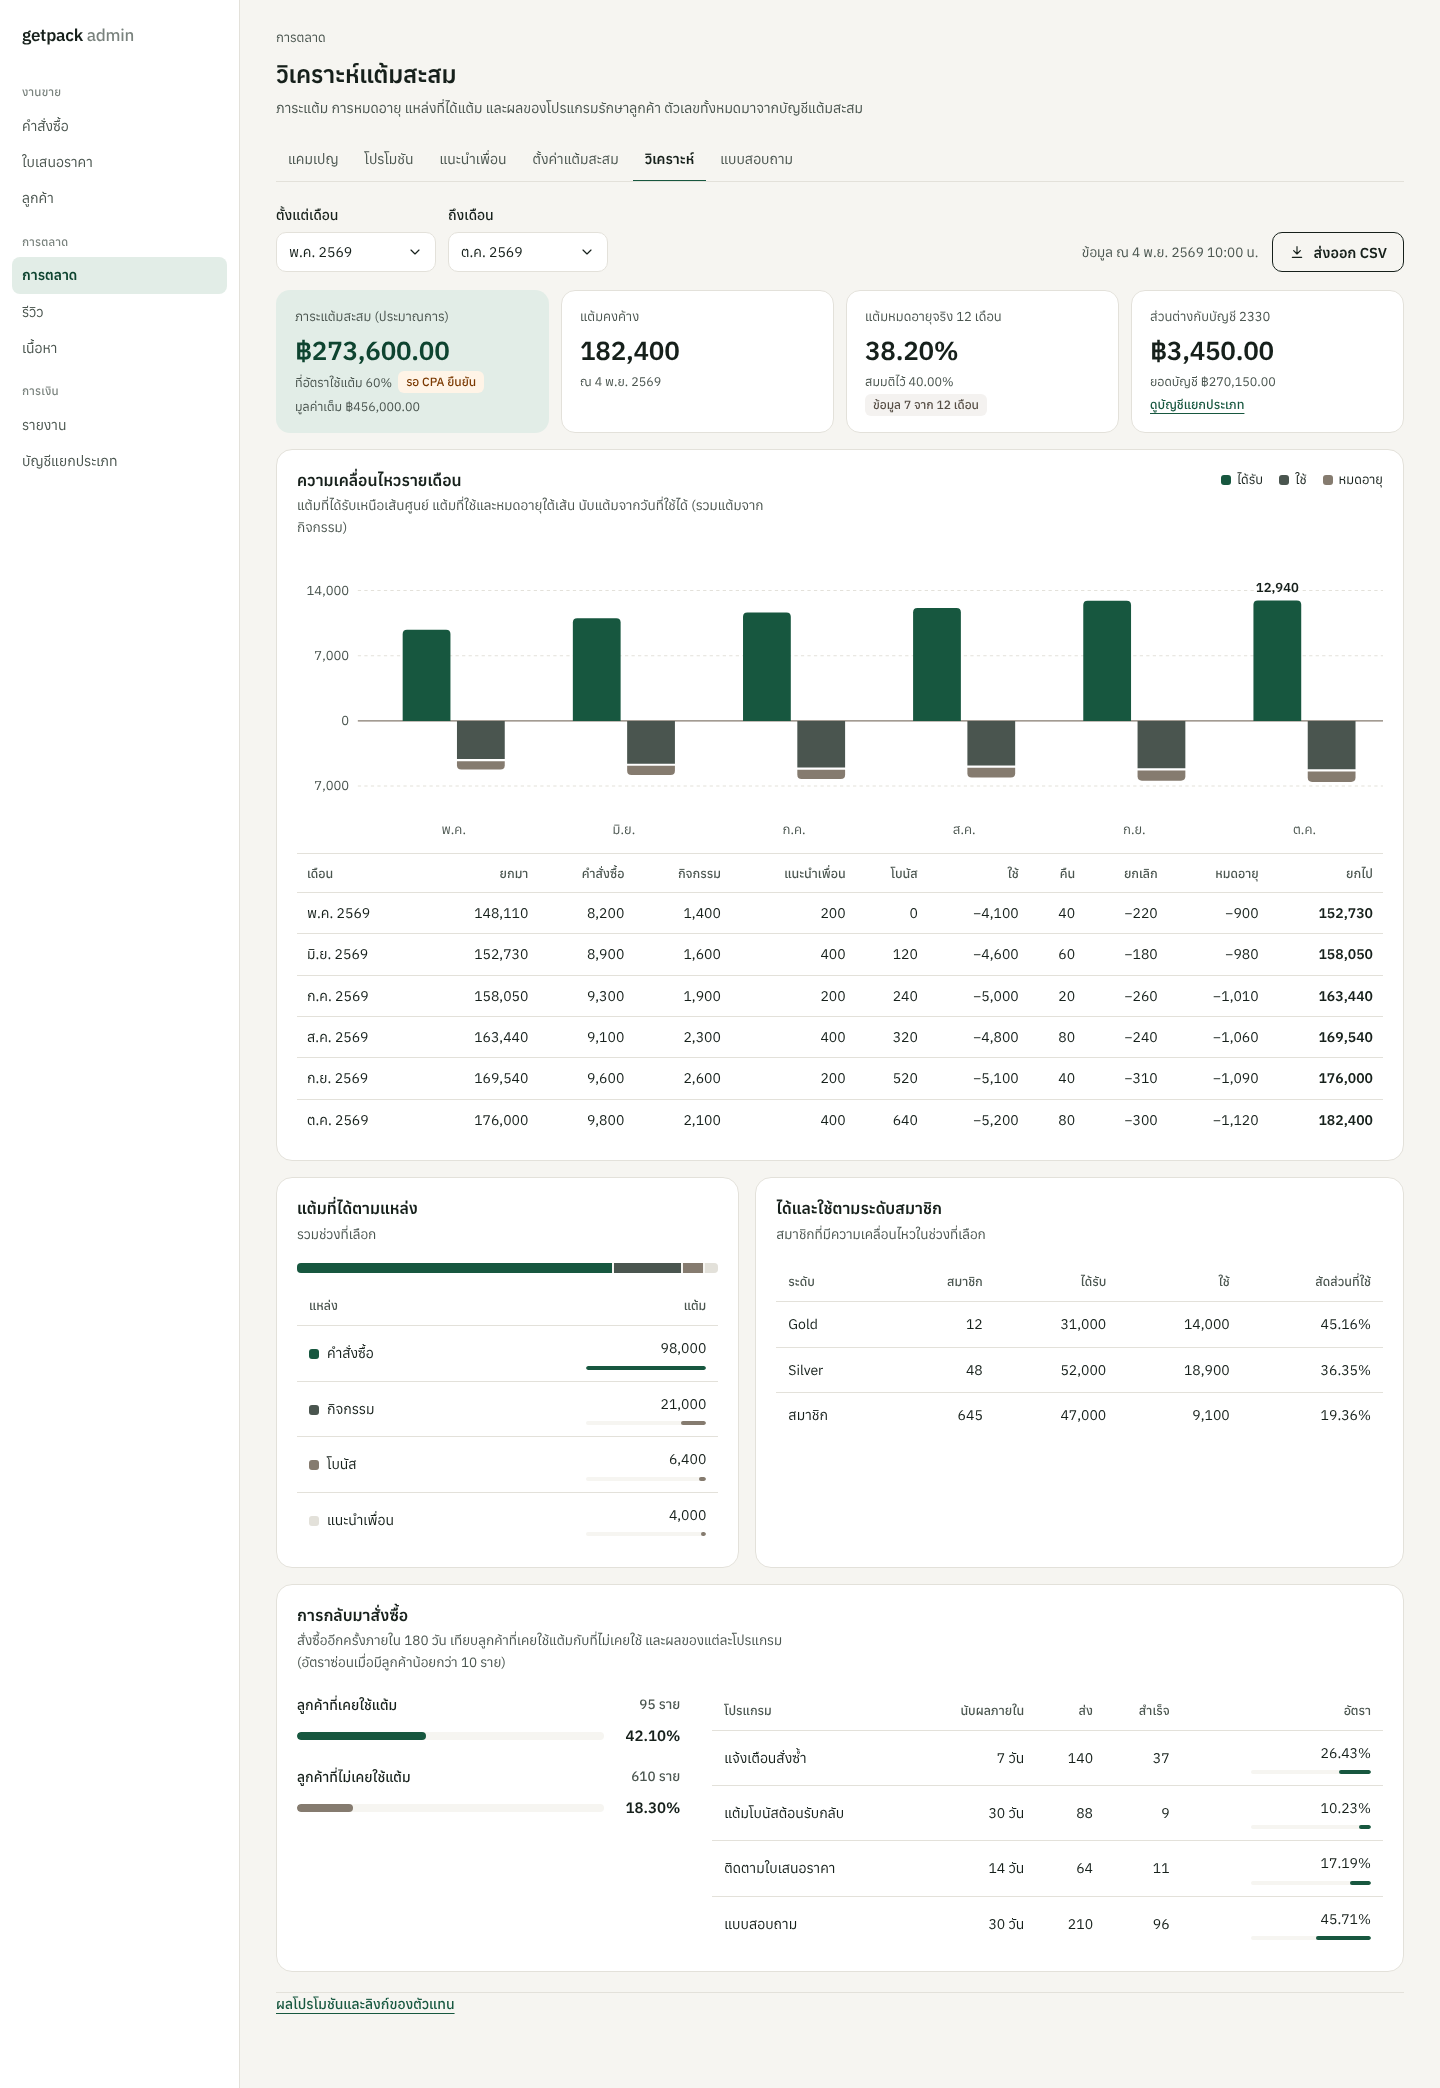 getpack admin
งานขาย
คำสั่งซื้อ
ใบเสนอราคา
ลูกค้า
การตลาด
การตลาด
รีวิว
เนื้อหา
การเงิน
รายงาน
บัญชีแยกประเภท
การตลาด
วิเคราะห์แต้มสะสม
ภาระแต้ม การหมดอายุ แหล่งที่ได้แต้ม และผลของโปรแกรมรักษาลูกค้า ตัวเลขทั้งหมดมาจากบัญชีแต้มสะสม
แคมเปญ โปรโมชัน แนะนำเพื่อน ตั้งค่าแต้มสะสม วิเคราะห์ แบบสอบถาม
ตั้งแต่เดือน ถึงเดือน
พ.ค. 2569 ต.ค. 2569 ข้อมูล ณ 4 พ.ย. 2569 10:00 น. ส่งออก CSV
ภาระแต้มสะสม (ประมาณการ)
฿273,600.00
ที่อัตราใช้แต้ม 60% รอ CPA ยืนยัน
มูลค่าเต็ม ฿456,000.00
แต้มคงค้าง
182,400
ณ 4 พ.ย. 2569
แต้มหมดอายุจริง 12 เดือน
38.20%
สมมติไว้ 40.00%
ข้อมูล 7 จาก 12 เดือน
ส่วนต่างกับบัญชี 2330
฿3,450.00
ยอดบัญชี ฿270,150.00
ดูบัญชีแยกประเภท
ความเคลื่อนไหวรายเดือน
แต้มที่ได้รับเหนือเส้นศูนย์ แต้มที่ใช้และหมดอายุใต้เส้น นับแต้มจากวันที่ใช้ได้ (รวมแต้มจาก
กิจกรรม)
ได้รับ ใช้ หมดอายุ
12,940
14,000
7,000
0
7,000
พ.ค. มิ.ย. ก.ค. ส.ค. ก.ย. ต.ค.
เดือน ยกมา คำสั่งซื้อ กิจกรรม แนะนำเพื่อน โบนัส ใช้ คืน ยกเลิก หมดอายุ ยกไป
พ.ค. 2569 148,110 8,200 1,400 200 0 −4,100 40 −220 −900 152,730
มิ.ย. 2569 152,730 8,900 1,600 400 120 −4,600 60 −180 −980 158,050
ก.ค. 2569 158,050 9,300 1,900 200 240 −5,000 20 −260 −1,010 163,440
ส.ค. 2569 163,440 9,100 2,300 400 320 −4,800 80 −240 −1,060 169,540
ก.ย. 2569 169,540 9,600 2,600 200 520 −5,100 40 −310 −1,090 176,000
ต.ค. 2569 176,000 9,800 2,100 400 640 −5,200 80 −300 −1,120 182,400
แต้มที่ได้ตามแหล่ง
รวมช่วงที่เลือก
แหล่ง แต้ม
คำสั่งซื้อ 98,000
กิจกรรม 21,000
โบนัส 6,400
แนะนำเพื่อน 4,000
ได้และใช้ตามระดับสมาชิก
สมาชิกที่มีความเคลื่อนไหวในช่วงที่เลือก
ระดับ สมาชิก ได้รับ ใช้ สัดส่วนที่ใช้
Gold 12 31,000 14,000 45.16%
Silver 48 52,000 18,900 36.35%
สมาชิก 645 47,000 9,100 19.36%
การกลับมาสั่งซื้อ
สั่งซื้ออีกครั้งภายใน 180 วัน เทียบลูกค้าที่เคยใช้แต้มกับที่ไม่เคยใช้ และผลของแต่ละโปรแกรม
(อัตราซ่อนเมื่อมีลูกค้าน้อยกว่า 10 ราย)
ลูกค้าที่เคยใช้แต้ม 95 ราย
42.10%
ลูกค้าที่ไม่เคยใช้แต้ม 610 ราย
18.30%
โปรแกรม นับผลภายใน ส่ง สำเร็จ อัตรา
แจ้งเตือนสั่งซ้ำ 7 วัน 140 37 26.43%
แต้มโบนัสต้อนรับกลับ 30 วัน 88 9 10.23%
ติดตามใบเสนอราคา 14 วัน 64 11 17.19%
แบบสอบถาม 30 วัน 210 96 45.71%
ผลโปรโมชันและลิงก์ของตัวแทน